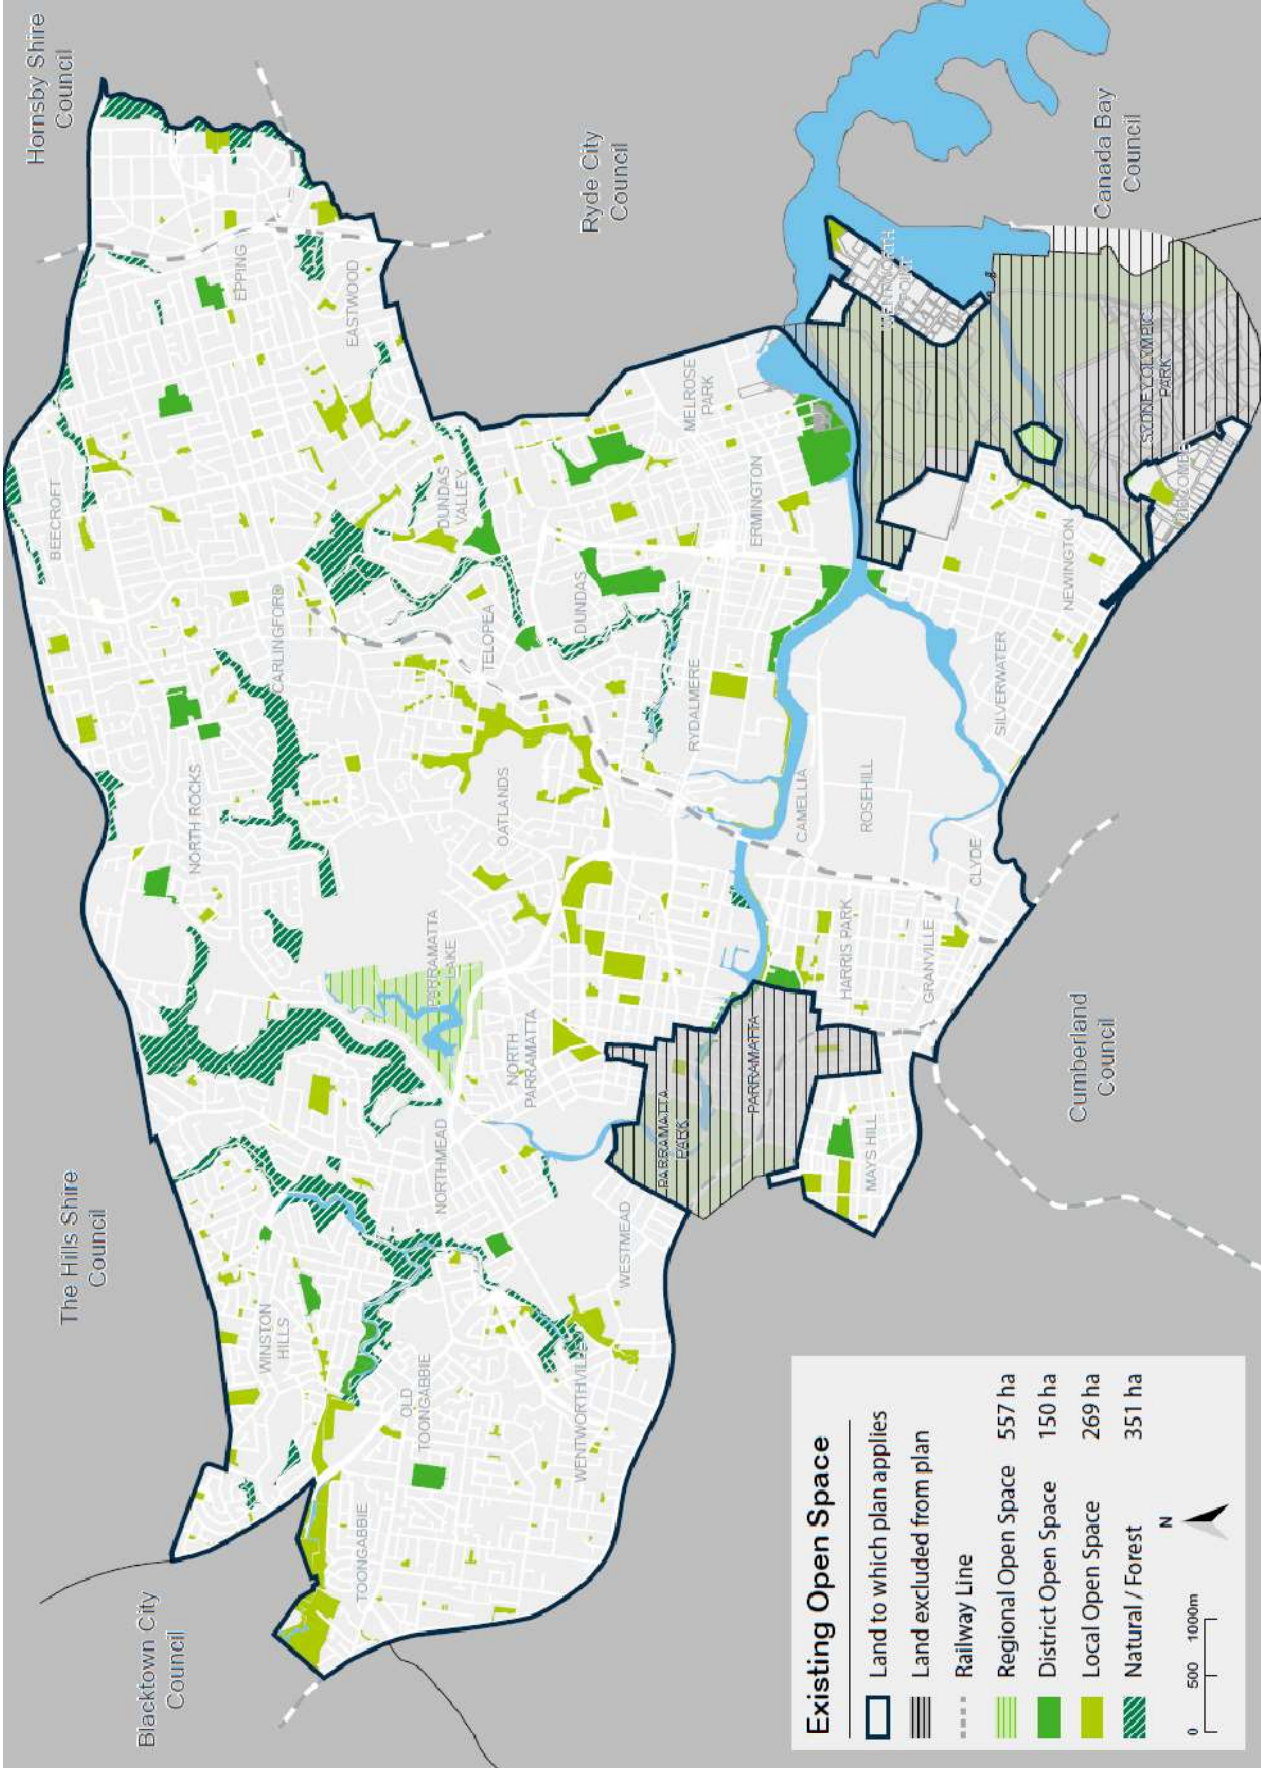 Hornsby Shire
Council
Ryde City
Council
Canada Bay
Council
The Hills Shire
Council
Blacktown City
Council
Cumberland
Council
BEECROFT
EPPING
EASTWOOD
CARLINGFORD
DUNDAS
VALLEY
NORTH ROCKS
TELOPEA
DUNDAS
ERMINGTON
MELROSE
PARK
WENTWORTH
POINT
SYDNEY OLYMPIC
PARK
NEWINGTON
SILVERWATER
RYDALMERE
OATLANDS
CAMELLIA
ROSEHILL
CLYDE
PARRAMATTA
LAKE
HARRIS PARK
GRANVILLE
NORTH
PARRAMATTA
PARRAMATTA
PARRAMATTA
PARK
MAYS HILL
NORTHMEAD
WESTMEAD
WINSTON
HILLS
OLD
TOONGABBIE
WENTWORTHVILLE
TOONGABBIE
Existing Open Space
Land to which plan applies
Land excluded from plan
Railway Line
Regional Open Space 557 ha
District Open Space 150 ha
Local Open Space 269 ha
Natural / Forest 351 ha
N
0 500 1000m